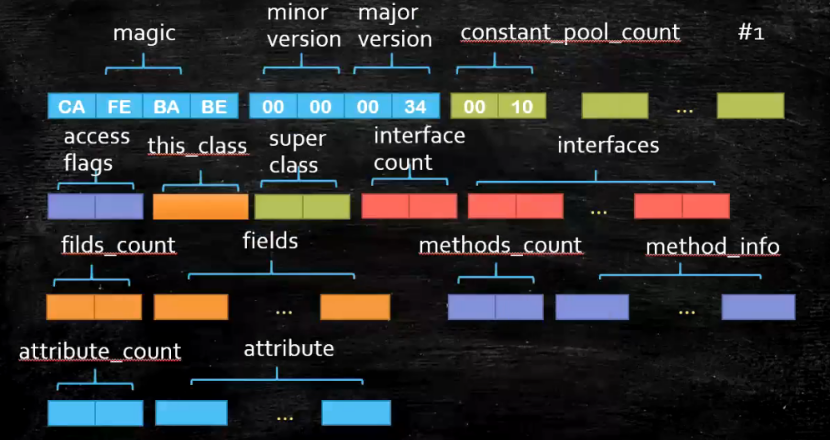 magic
minor
version
major
version
constant_pool_count
#1
CA FE BA BE 00 00 00 34 00 10 ...
access
flags
this_class
super
class
interface
count
interfaces
...
filds_count
fields
methods_count
method_info
... ...
attribute_count
attribute
...